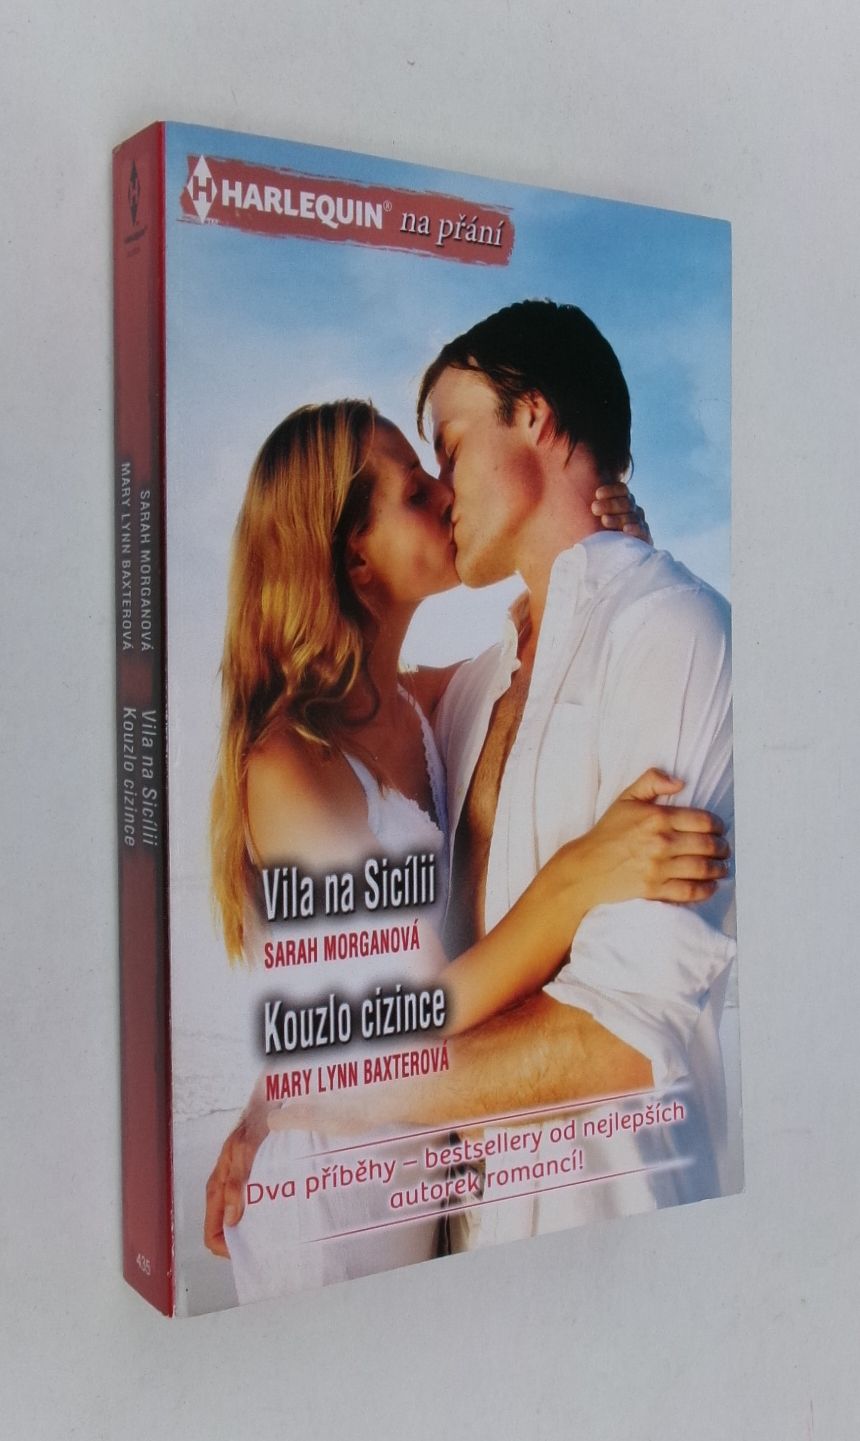 HARLEQUIN® na přání
Vila na Sicílii
SARAH MORGANOVÁ
Kouzlo cizince
MARY LYNN BAXTEROVÁ
Dva příběhy – bestsellery od nejlepších
autorek romancí!
HARLEQUIN®
SARAH MORGANOVÁ Vila na Sicílii
MARY LYNN BAXTEROVÁ Kouzlo cizince
435